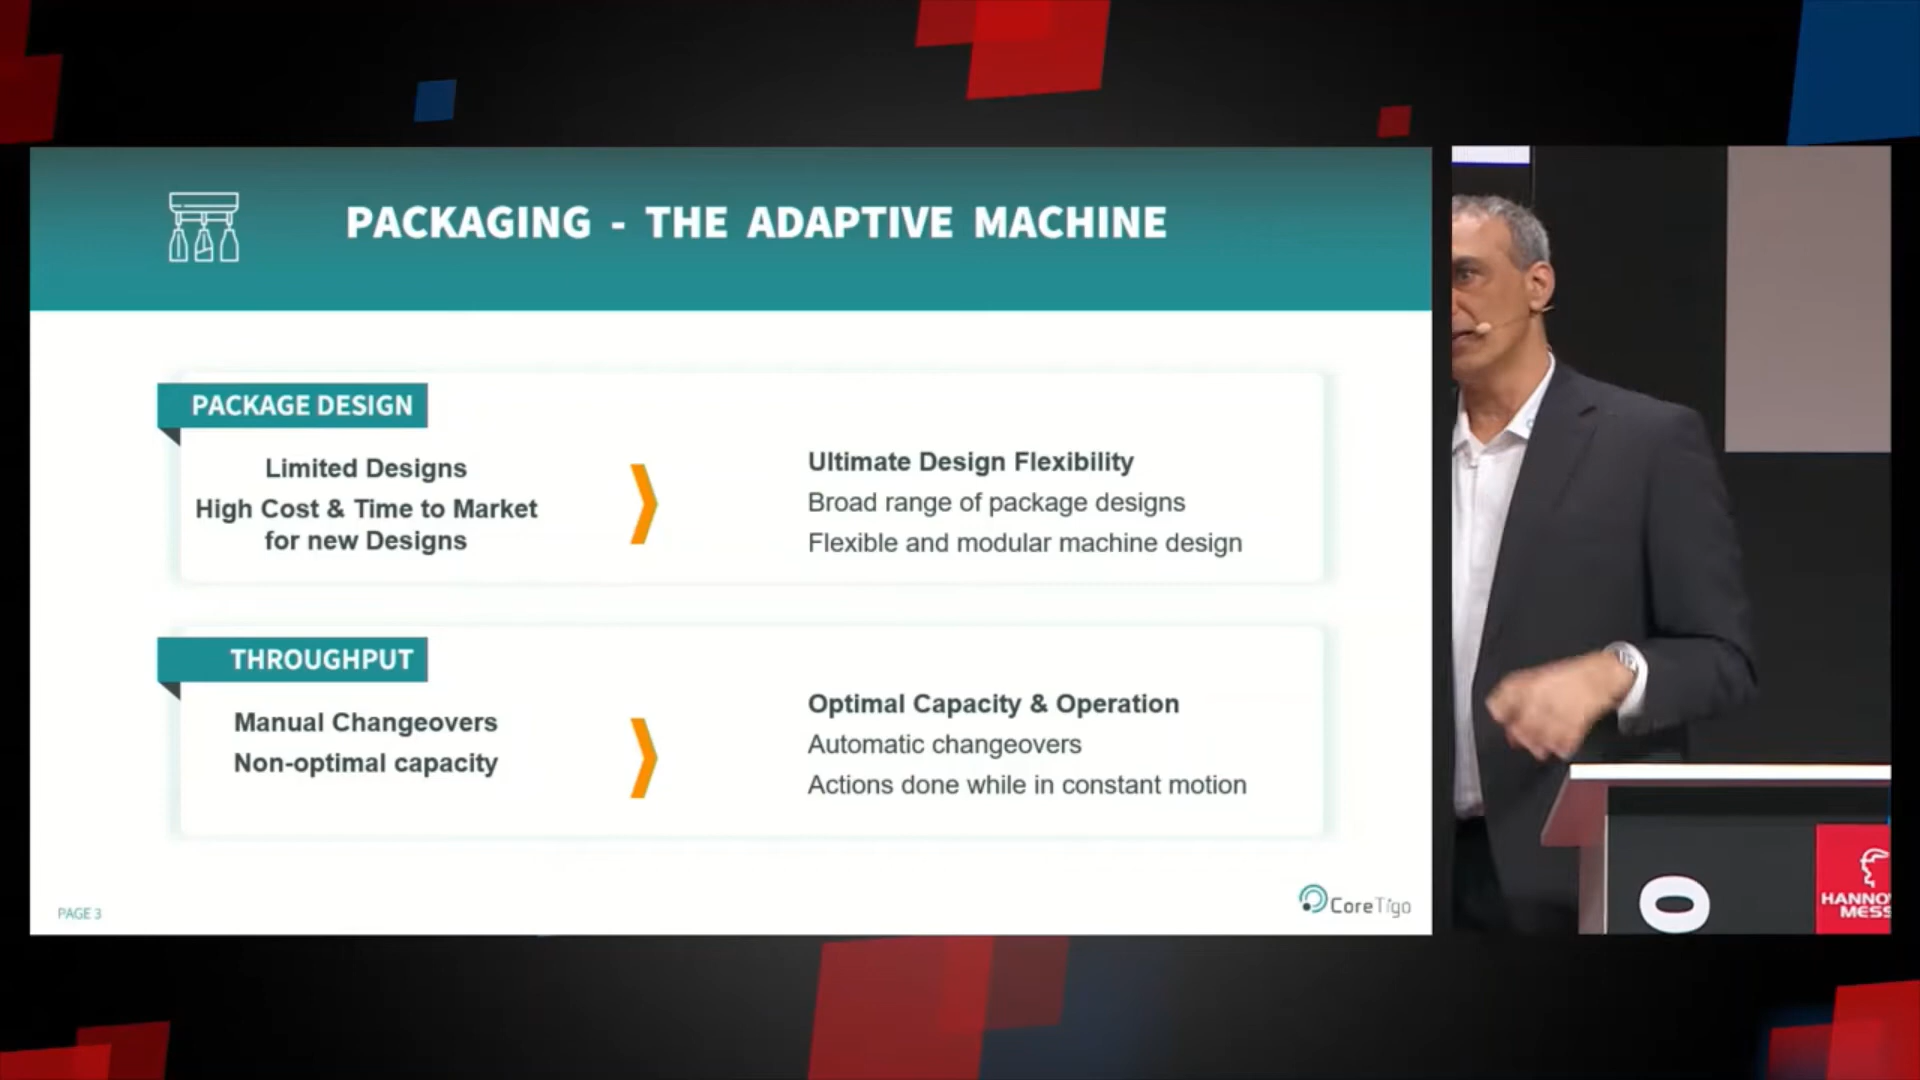 PACKAGING - THE ADAPTIVE MACHINE
PACKAGE DESIGN
Limited Designs
High Cost & Time to Market
for new Designs
Ultimate Design Flexibility
Broad range of package designs
Flexible and modular machine design
THROUGHPUT
Manual Changeovers
Non-optimal capacity
Optimal Capacity & Operation
Automatic changeovers
Actions done while in constant motion
PAGE 3
CoreTigo
HANNO
MESS